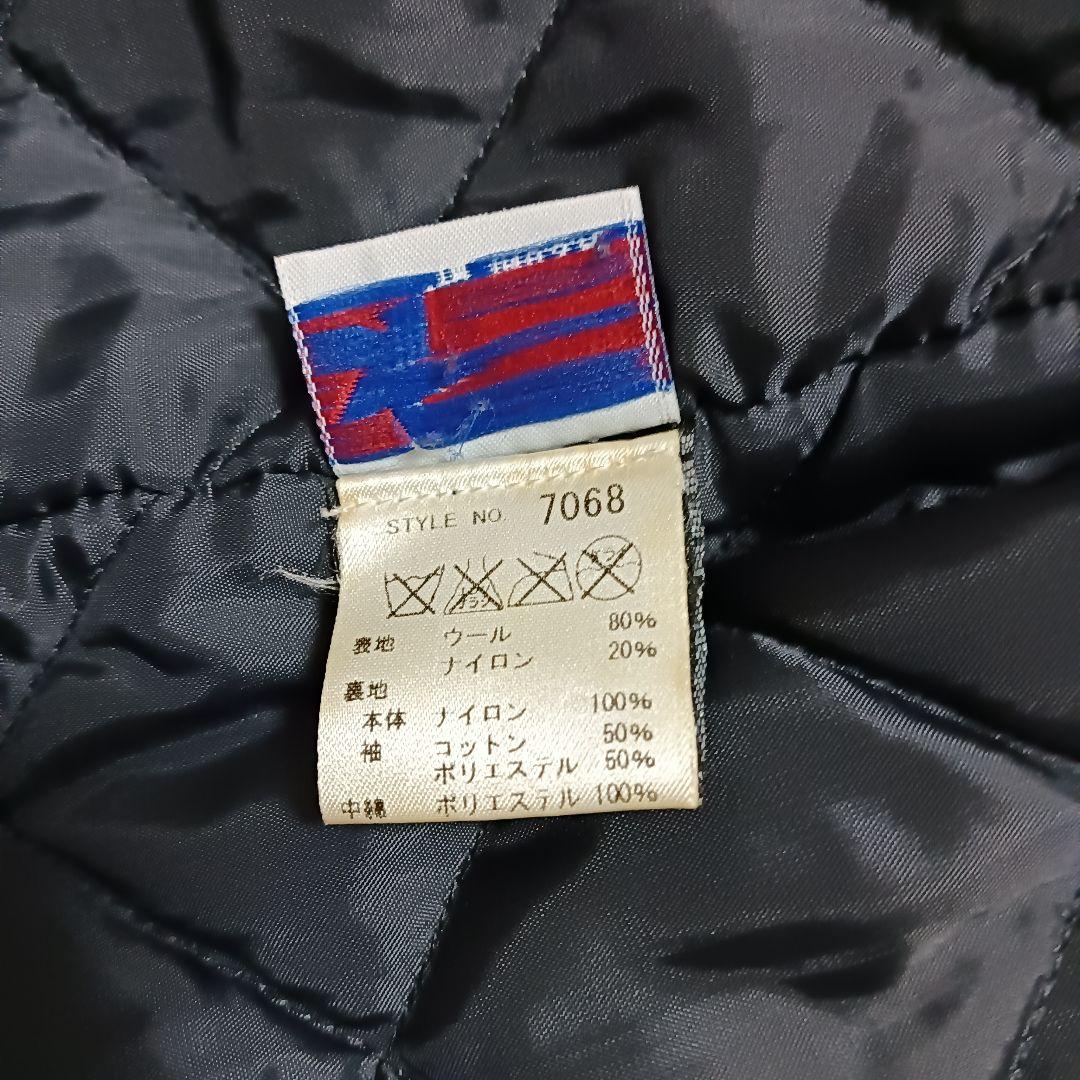 STYLE NO. 7068
表地 ウール 80%
ナイロン 20%
裏地
本体 ナイロン 100%
袖 コットン 50%
ポリエステル 50%
中綿 ポリエステル 100%